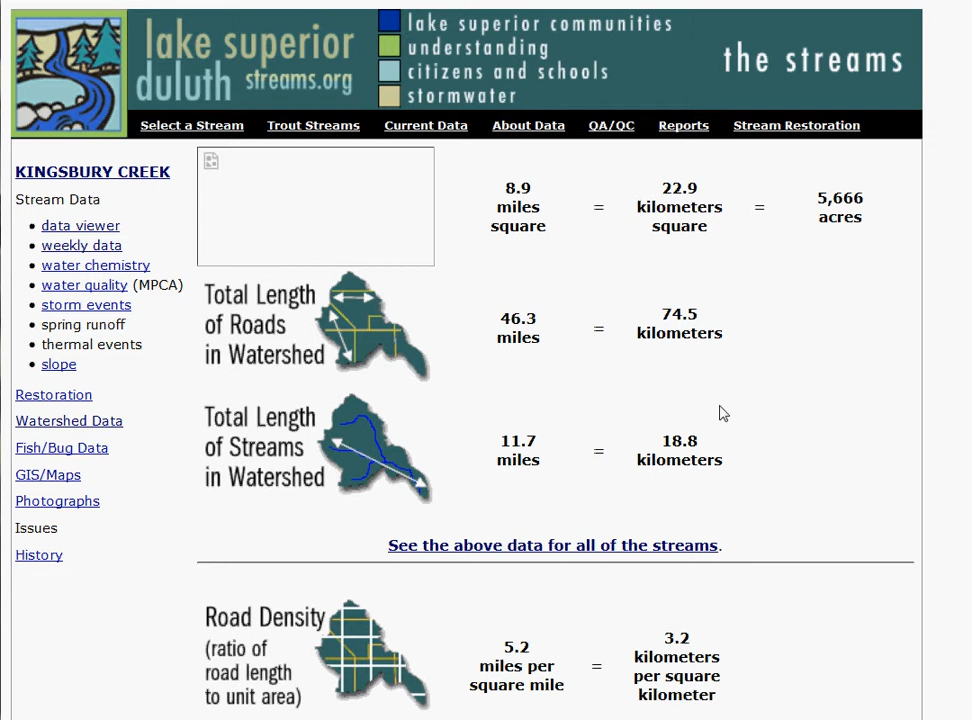 lake superior
duluth streams.org
lake superior communities
understanding
citizens and schools
stormwater
the streams
Select a Stream Trout Streams Current Data About Data QA/QC Reports Stream Restoration
KINGSBURY CREEK
Stream Data
data viewer
weekly data
water chemistry
water quality (MPCA)
storm events
spring runoff
thermal events
slope
Restoration
Watershed Data
Fish/Bug Data
GIS/Maps
Photographs
Issues
History
8.9
miles
square
=
22.9
kilometers
square
=
5,666
acres
Total Length
of Roads
in Watershed
46.3
miles
=
74.5
kilometers
Total Length
of Streams
in Watershed
11.7
miles
=
18.8
kilometers
See the above data for all of the streams.
Road Density
(ratio of
road length
to unit area)
5.2
miles per
square mile
=
3.2
kilometers
per square
kilometer